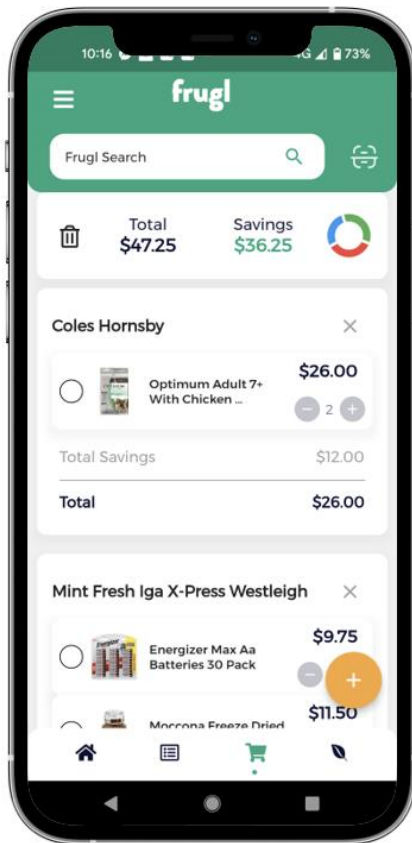 10:16
4G 73%
frugl
Frugl Search
Total
$47.25
Savings
$36.25
Coles Hornsby
Optimum Adult 7+
With Chicken ...
$26.00
2
Total Savings
$12.00
Total
$26.00
Mint Fresh Iga X-Press Westleigh
Energizer Max Aa
Batteries 30 Pack
$9.75
Moccona Freeze Dried
$11.50